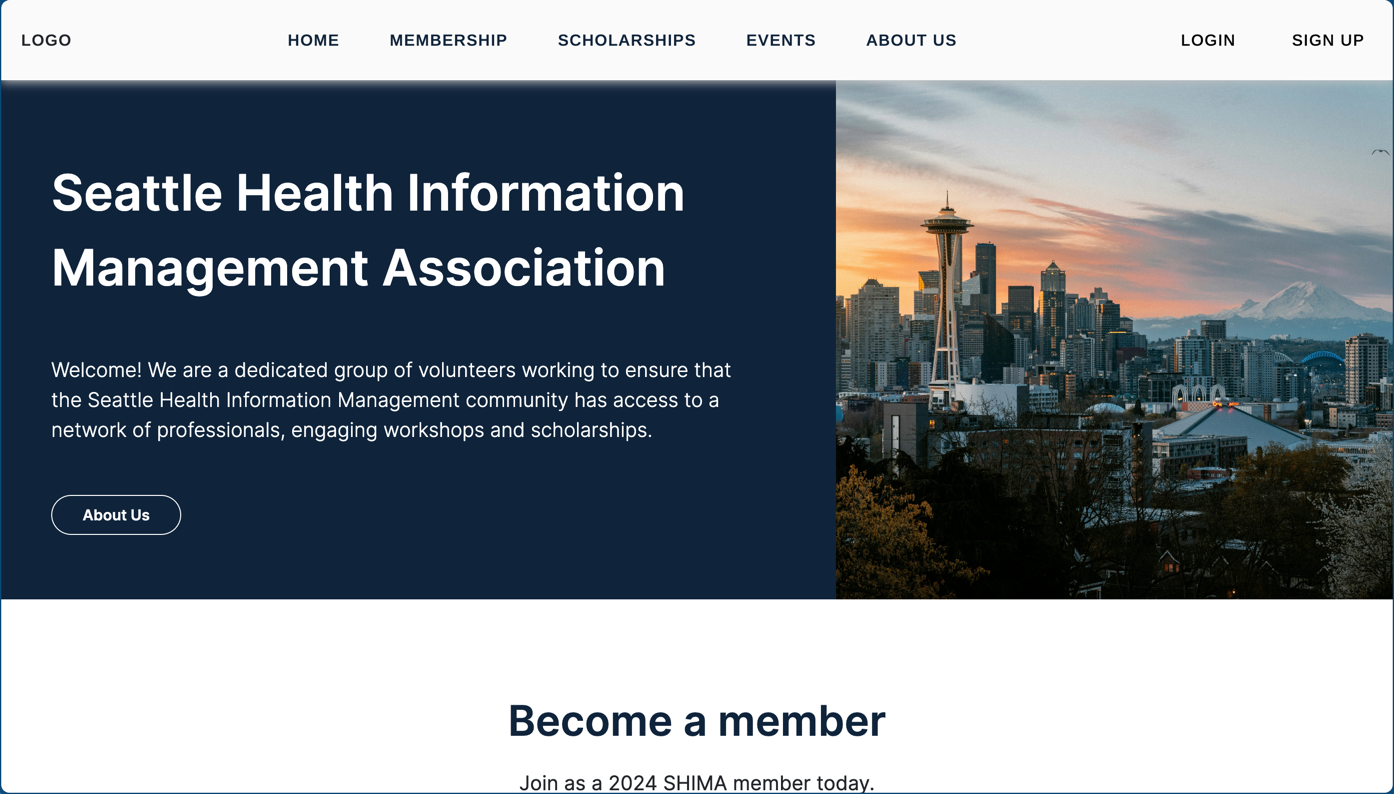 LOGO HOME MEMBERSHIP SCHOLARSHIPS EVENTS ABOUT US LOGIN SIGN UP
Seattle Health Information
Management Association
Welcome! We are a dedicated group of volunteers working to ensure that
the Seattle Health Information Management community has access to a
network of professionals, engaging workshops and scholarships.
About Us
Become a member
Join as a 2024 SHIMA member today.